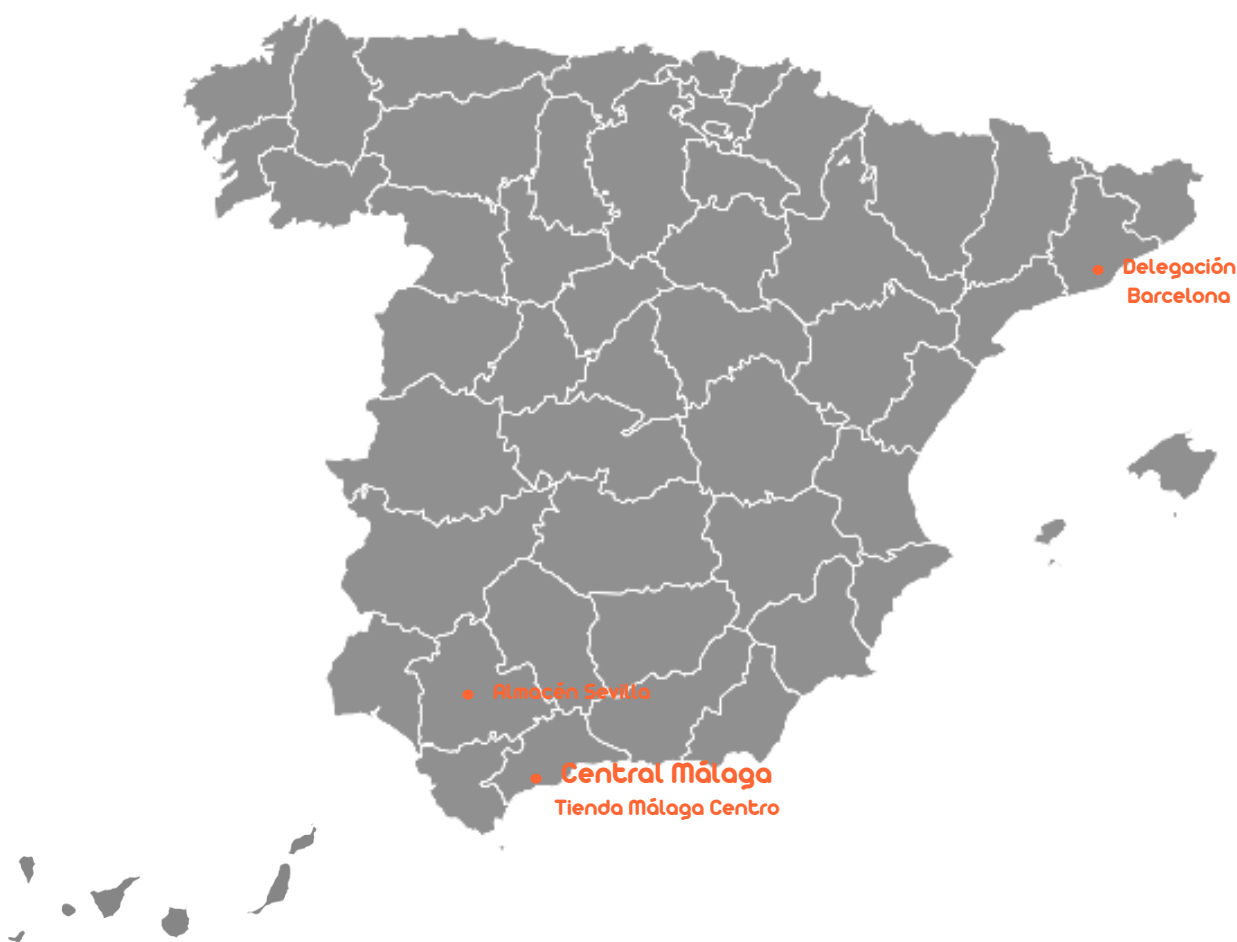 Delegación
Barcelona
Almacén Sevilla
Central Málaga
Tienda Málaga Centro